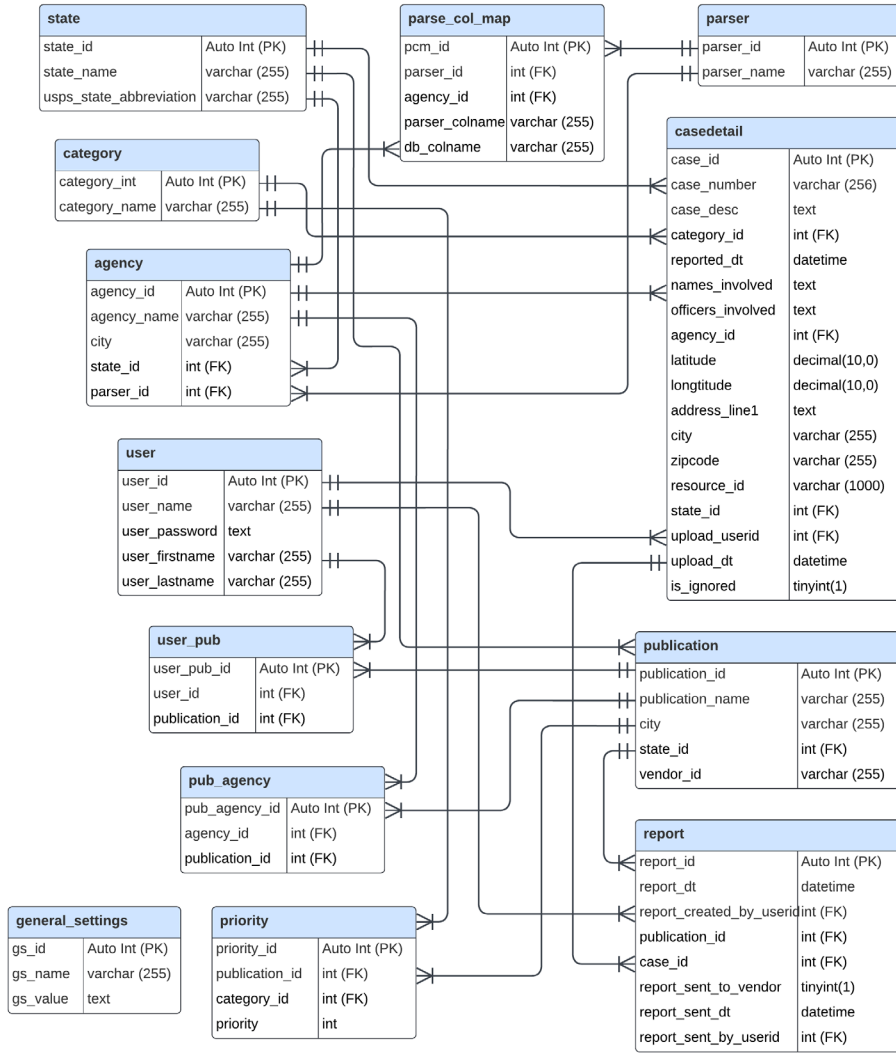 state
state_id Auto Int (PK)
state_name varchar (255)
usps_state_abbreviation varchar (255)
parse_col_map
pcm_id Auto Int (PK)
parser_id int (FK)
agency_id int (FK)
parser_colname varchar (255)
db_colname varchar (255)
parser
parser_id Auto Int (PK)
parser_name varchar (255)
category
category_int Auto Int (PK)
category_name varchar (255)
casedetail
case_id Auto Int (PK)
case_number varchar (256)
case_desc text
category_id int (FK)
reported_dt datetime
names_involved text
officers_involved text
agency_id int (FK)
latitude decimal(10,0)
longtitude decimal(10,0)
address_line1 text
city varchar (255)
zipcode varchar (255)
resource_id varchar (1000)
state_id int (FK)
upload_userid int (FK)
upload_dt datetime
is_ignored tinyint(1)
agency
agency_id Auto Int (PK)
agency_name varchar (255)
city varchar (255)
state_id int (FK)
parser_id int (FK)
user
user_id Auto Int (PK)
user_name varchar (255)
user_password text
user_firstname varchar (255)
user_lastname varchar (255)
user_pub
user_pub_id Auto Int (PK)
user_id int (FK)
publication_id int (FK)
publication
publication_id Auto Int (PK)
publication_name varchar (255)
city varchar (255)
state_id int (FK)
vendor_id varchar (255)
pub_agency
pub_agency_id Auto Int (PK)
agency_id int (FK)
publication_id int (FK)
report
report_id Auto Int (PK)
report_dt datetime
report_created_by_userid int (FK)
publication_id int (FK)
case_id int (FK)
report_sent_to_vendor tinyint(1)
report_sent_dt datetime
report_sent_by_userid int (FK)
general_settings
gs_id Auto Int (PK)
gs_name varchar (255)
gs_value text
priority
priority_id Auto Int (PK)
publication_id int (FK)
category_id int (FK)
priority int